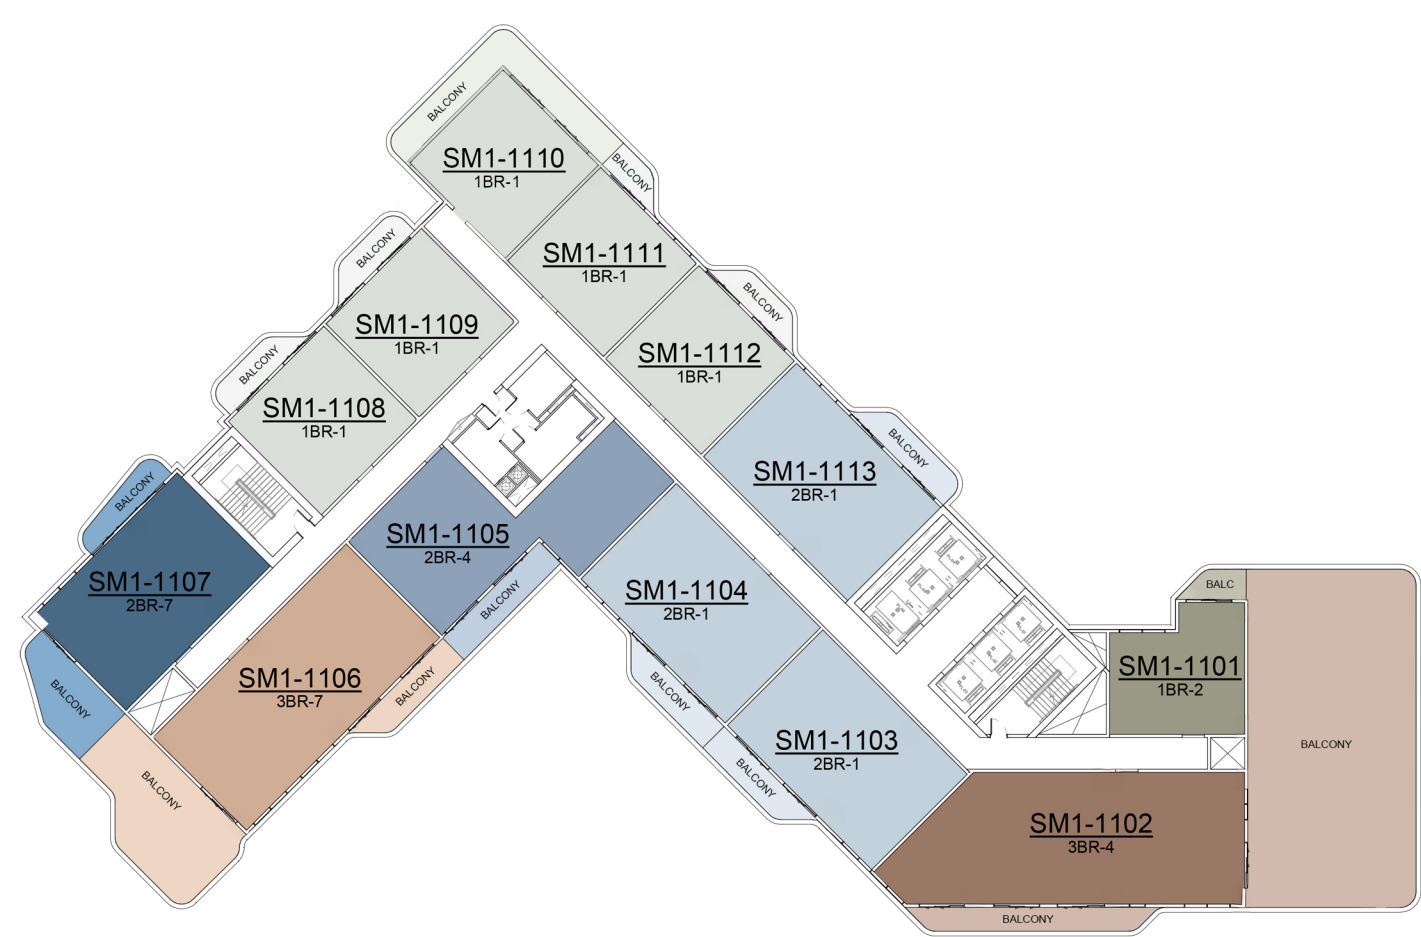 BALCONY
SM1-1110
1BR-1
BALCONY
SM1-1111
1BR-1
BALCONY
SM1-1109
1BR-1
BALCONY
SM1-1112
1BR-1
BALCONY
SM1-1108
1BR-1
SM1-1113
2BR-1
BALCONY
BALCONY
SM1-1105
2BR-4
SM1-1107
2BR-7
SM1-1104
2BR-1
BALCONY
BALC
SM1-1101
1BR-2
SM1-1106
3BR-7
BALCONY
BALCONY
BALCONY
SM1-1103
2BR-1
BALCONY
BALCONY
BALCONY
SM1-1102
3BR-4
BALCONY